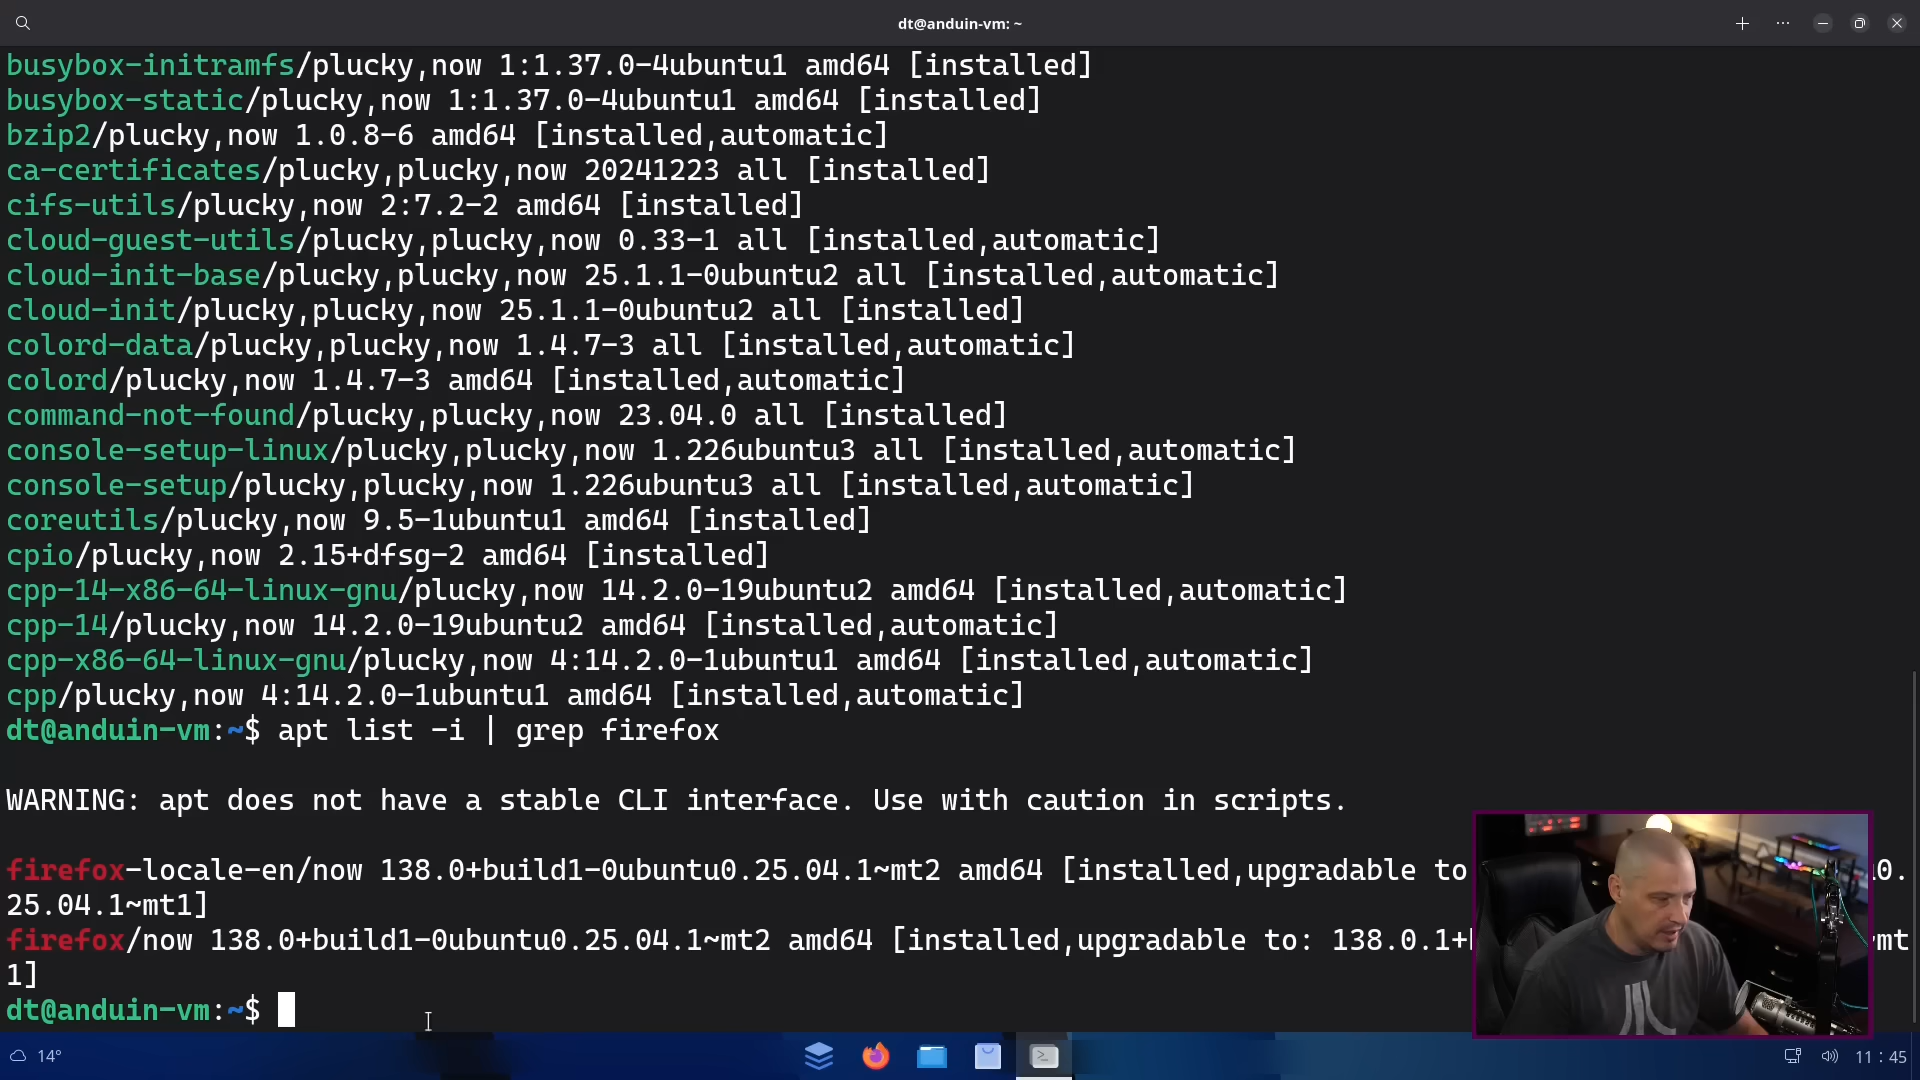 dt@anduin-vm: ~
busybox-initramfs/plucky,now 1:1.37.0-4ubuntu1 amd64 [installed]
busybox-static/plucky,now 1:1.37.0-4ubuntu1 amd64 [installed]
bzip2/plucky,now 1.0.8-6 amd64 [installed,automatic]
ca-certificates/plucky,plucky,now 20241223 all [installed]
cifs-utils/plucky,now 2:7.2-2 amd64 [installed]
cloud-guest-utils/plucky,plucky,now 0.33-1 all [installed,automatic]
cloud-init-base/plucky,plucky,now 25.1.1-0ubuntu2 all [installed,automatic]
cloud-init/plucky,plucky,now 25.1.1-0ubuntu2 all [installed]
colord-data/plucky,plucky,now 1.4.7-3 all [installed,automatic]
colord/plucky,now 1.4.7-3 amd64 [installed,automatic]
command-not-found/plucky,plucky,now 23.04.0 all [installed]
console-setup-linux/plucky,plucky,now 1.226ubuntu3 all [installed,automatic]
console-setup/plucky,plucky,now 1.226ubuntu3 all [installed,automatic]
coreutils/plucky,now 9.5-1ubuntu1 amd64 [installed]
cpio/plucky,now 2.15+dfsg-2 amd64 [installed]
cpp-14-x86-64-linux-gnu/plucky,now 14.2.0-19ubuntu2 amd64 [installed,automatic]
cpp-14/plucky,now 14.2.0-19ubuntu2 amd64 [installed,automatic]
cpp-x86-64-linux-gnu/plucky,now 4:14.2.0-1ubuntu1 amd64 [installed,automatic]
cpp/plucky,now 4:14.2.0-1ubuntu1 amd64 [installed,automatic]
dt@anduin-vm:~$ apt list -i | grep firefox
WARNING: apt does not have a stable CLI interface. Use with caution in scripts.
firefox-locale-en/now 138.0+build1-0ubuntu0.25.04.1~mt2 amd64 [installed,upgradable to
25.04.1~mt1]
firefox/now 138.0+build1-0ubuntu0.25.04.1~mt2 amd64 [installed,upgradable to: 138.0.1+ mt
1]
dt@anduin-vm:~$
14°
11 : 45